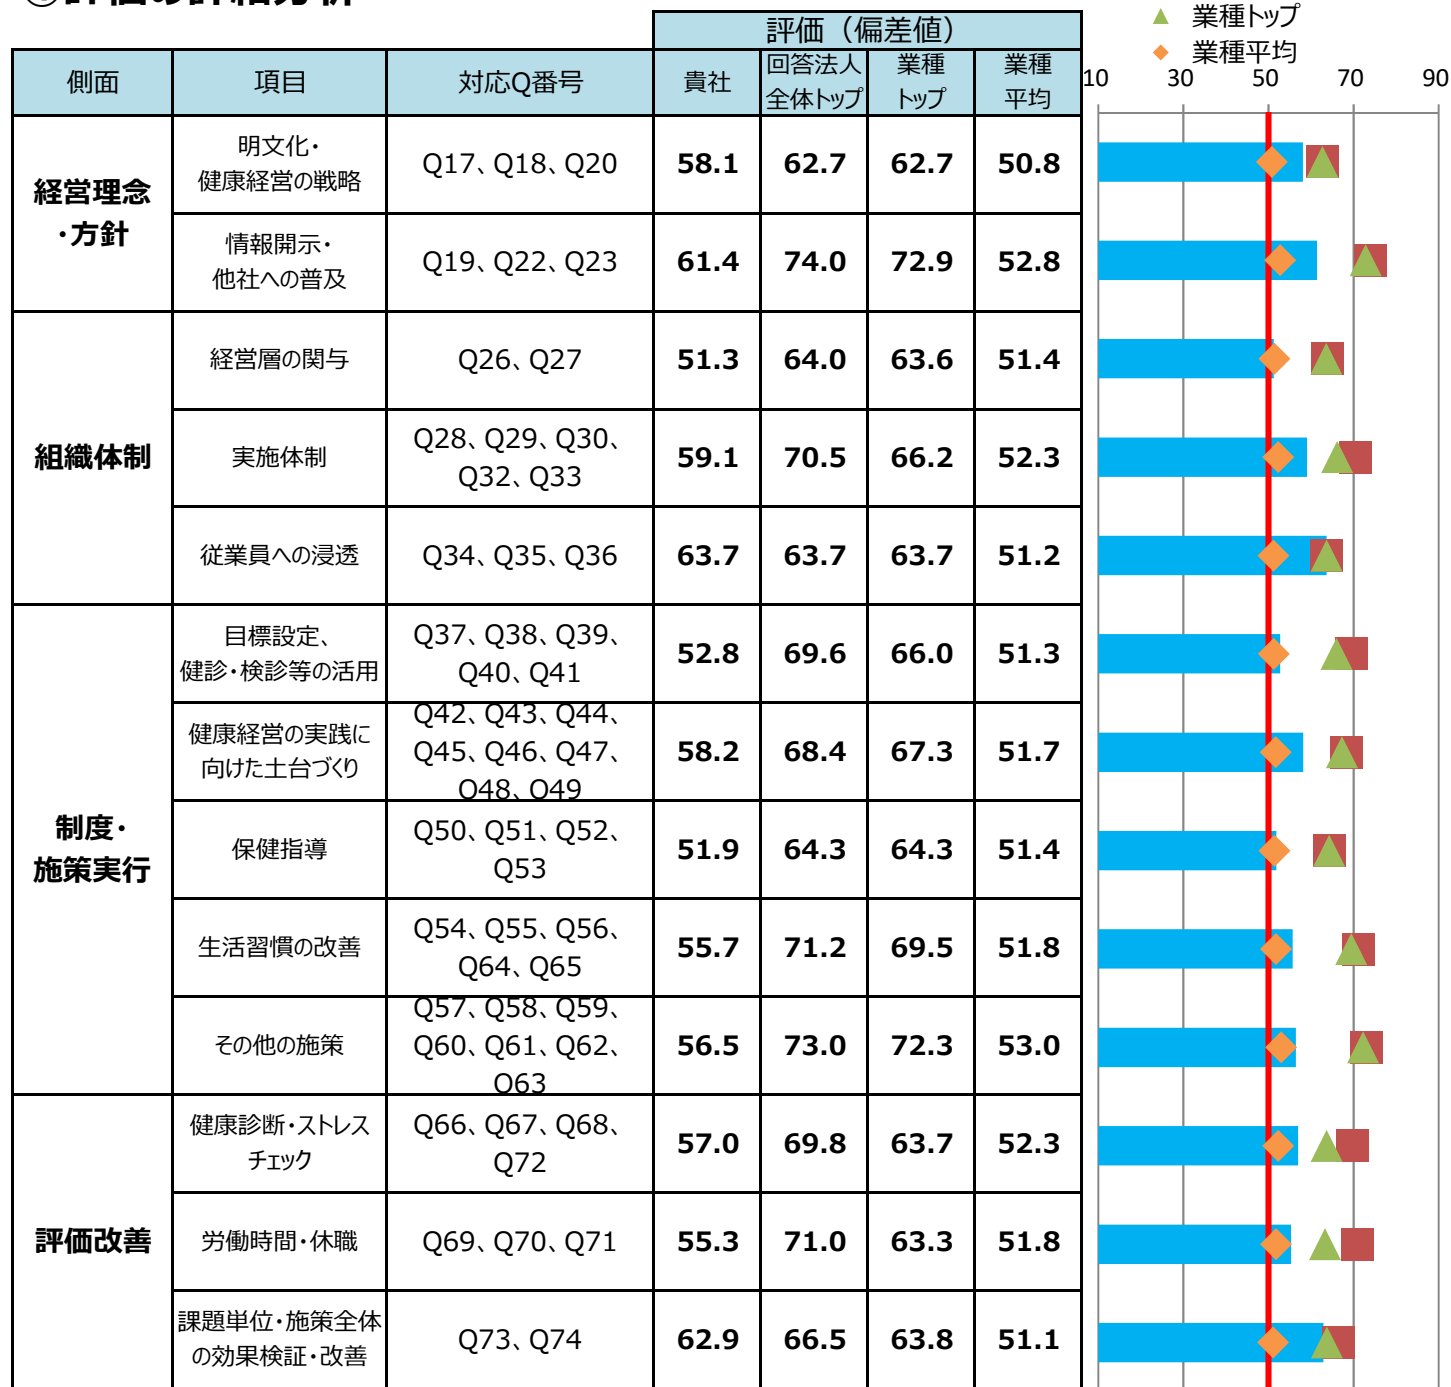 ①評価の詳細分析
▲ 業種トップ
◆ 業種平均
評価（偏差値）
側面 項目 対応Q番号 貴社 回答法人 業種 業種
全体トップ トップ 平均
10 30 50 70 90
経営理念
・方針
明文化・
健康経営の戦略
Q17、Q18、Q20 58.1 62.7 62.7 50.8
情報開示・
他社への普及
Q19、Q22、Q23 61.4 74.0 72.9 52.8
組織体制
経営層の関与 Q26、Q27 51.3 64.0 63.6 51.4
実施体制
Q28、Q29、Q30、
Q32、Q33
59.1 70.5 66.2 52.3
従業員への浸透 Q34、Q35、Q36 63.7 63.7 63.7 51.2
制度・
施策実行
目標設定、
健診・検診等の活用
Q37、Q38、Q39、
Q40、Q41
52.8 69.6 66.0 51.3
健康経営の実践に
向けた土台づくり
Q42、Q43、Q44、
Q45、Q46、Q47、
Q48、Q49
58.2 68.4 67.3 51.7
保健指導
Q50、Q51、Q52、
Q53
51.9 64.3 64.3 51.4
生活習慣の改善
Q54、Q55、Q56、
Q64、Q65
55.7 71.2 69.5 51.8
その他の施策
Q57、Q58、Q59、
Q60、Q61、Q62、
Q63
56.5 73.0 72.3 53.0
評価改善
健康診断・ストレス
チェック
Q66、Q67、Q68、
Q72
57.0 69.8 63.7 52.3
労働時間・休職 Q69、Q70、Q71 55.3 71.0 63.3 51.8
課題単位・施策全体
の効果検証・改善
Q73、Q74 62.9 66.5 63.8 51.1